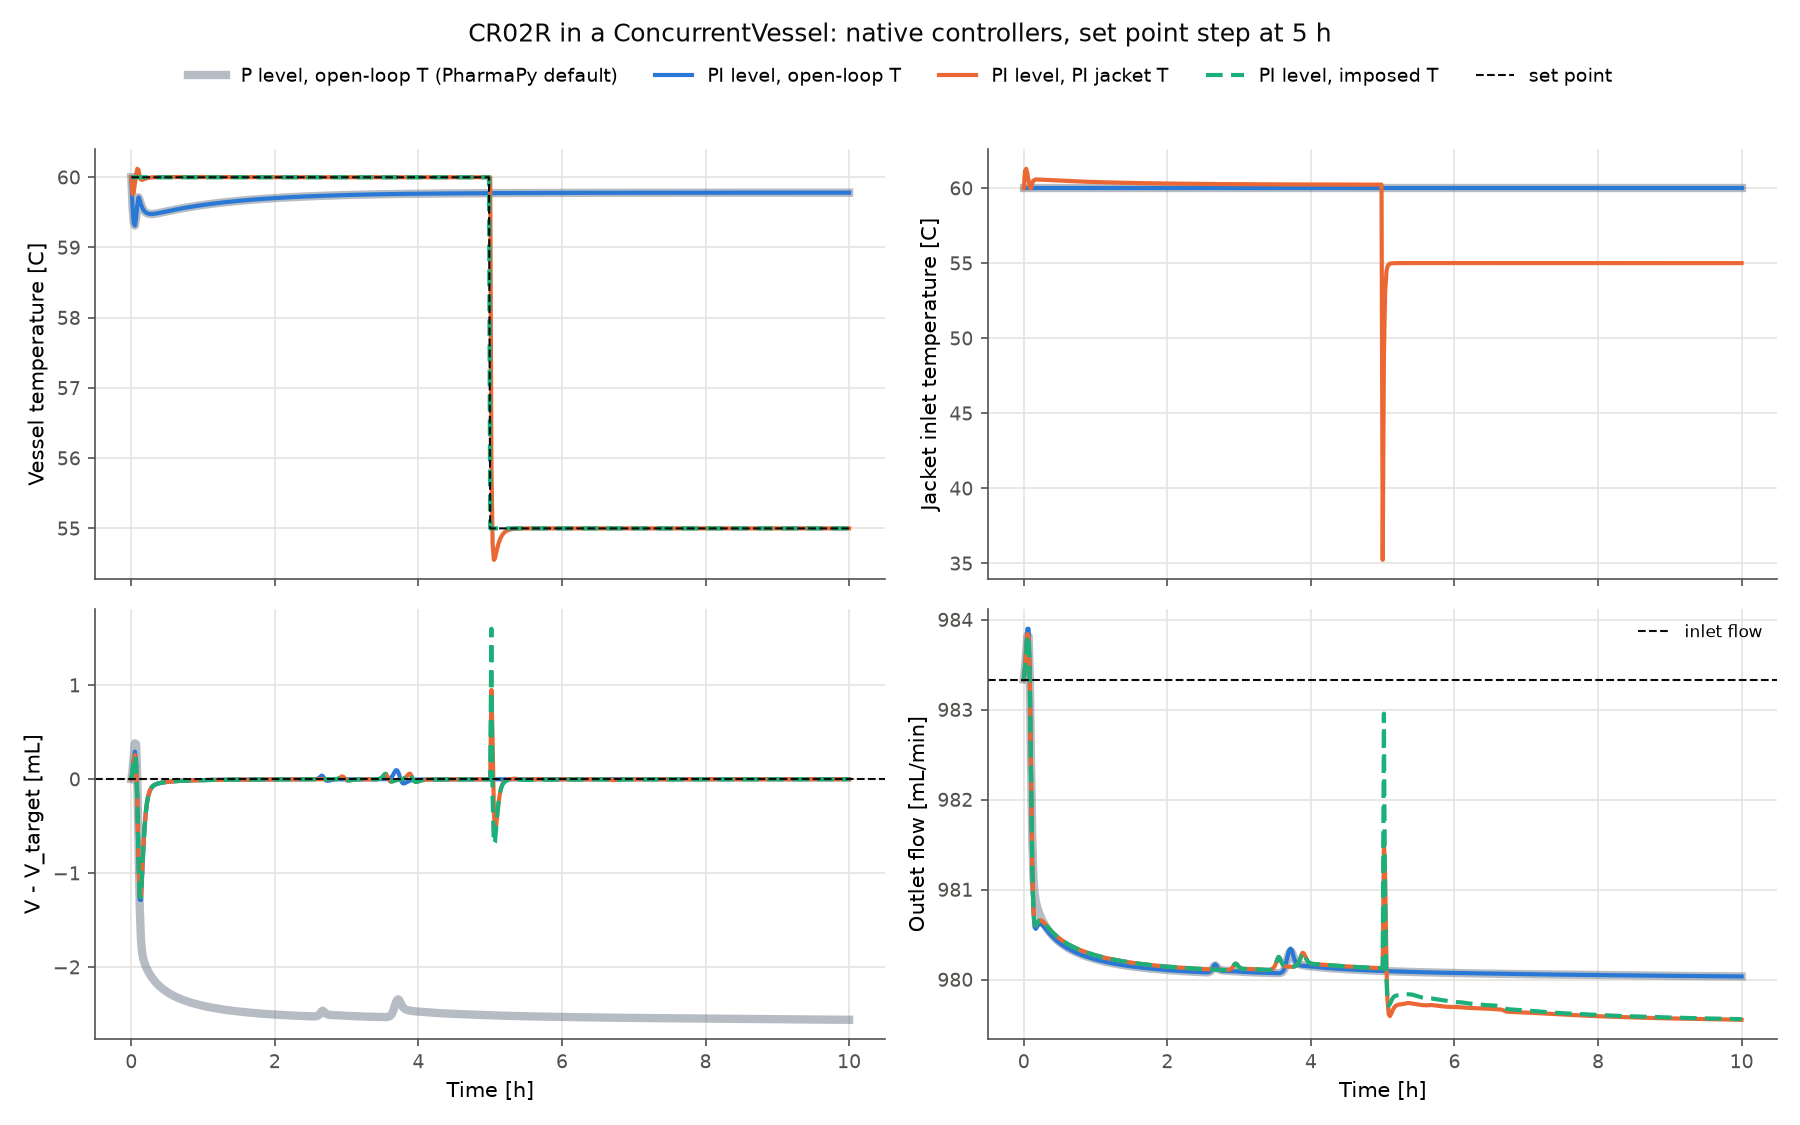 CR02R in a ConcurrentVessel: native controllers, set point step at 5 h
P level, open-loop T (PharmaPy default)
PI level, open-loop T
PI level, PI jacket T
PI level, imposed T
set point
Vessel temperature [C]
60
59
58
57
56
55
Jacket inlet temperature [C]
60
55
50
45
40
35
V - V_target [mL]
1
0
−1
−2
0
2
4
6
8
10
Time [h]
Outlet flow [mL/min]
984
983
982
981
980
inlet flow
0
2
4
6
8
10
Time [h]